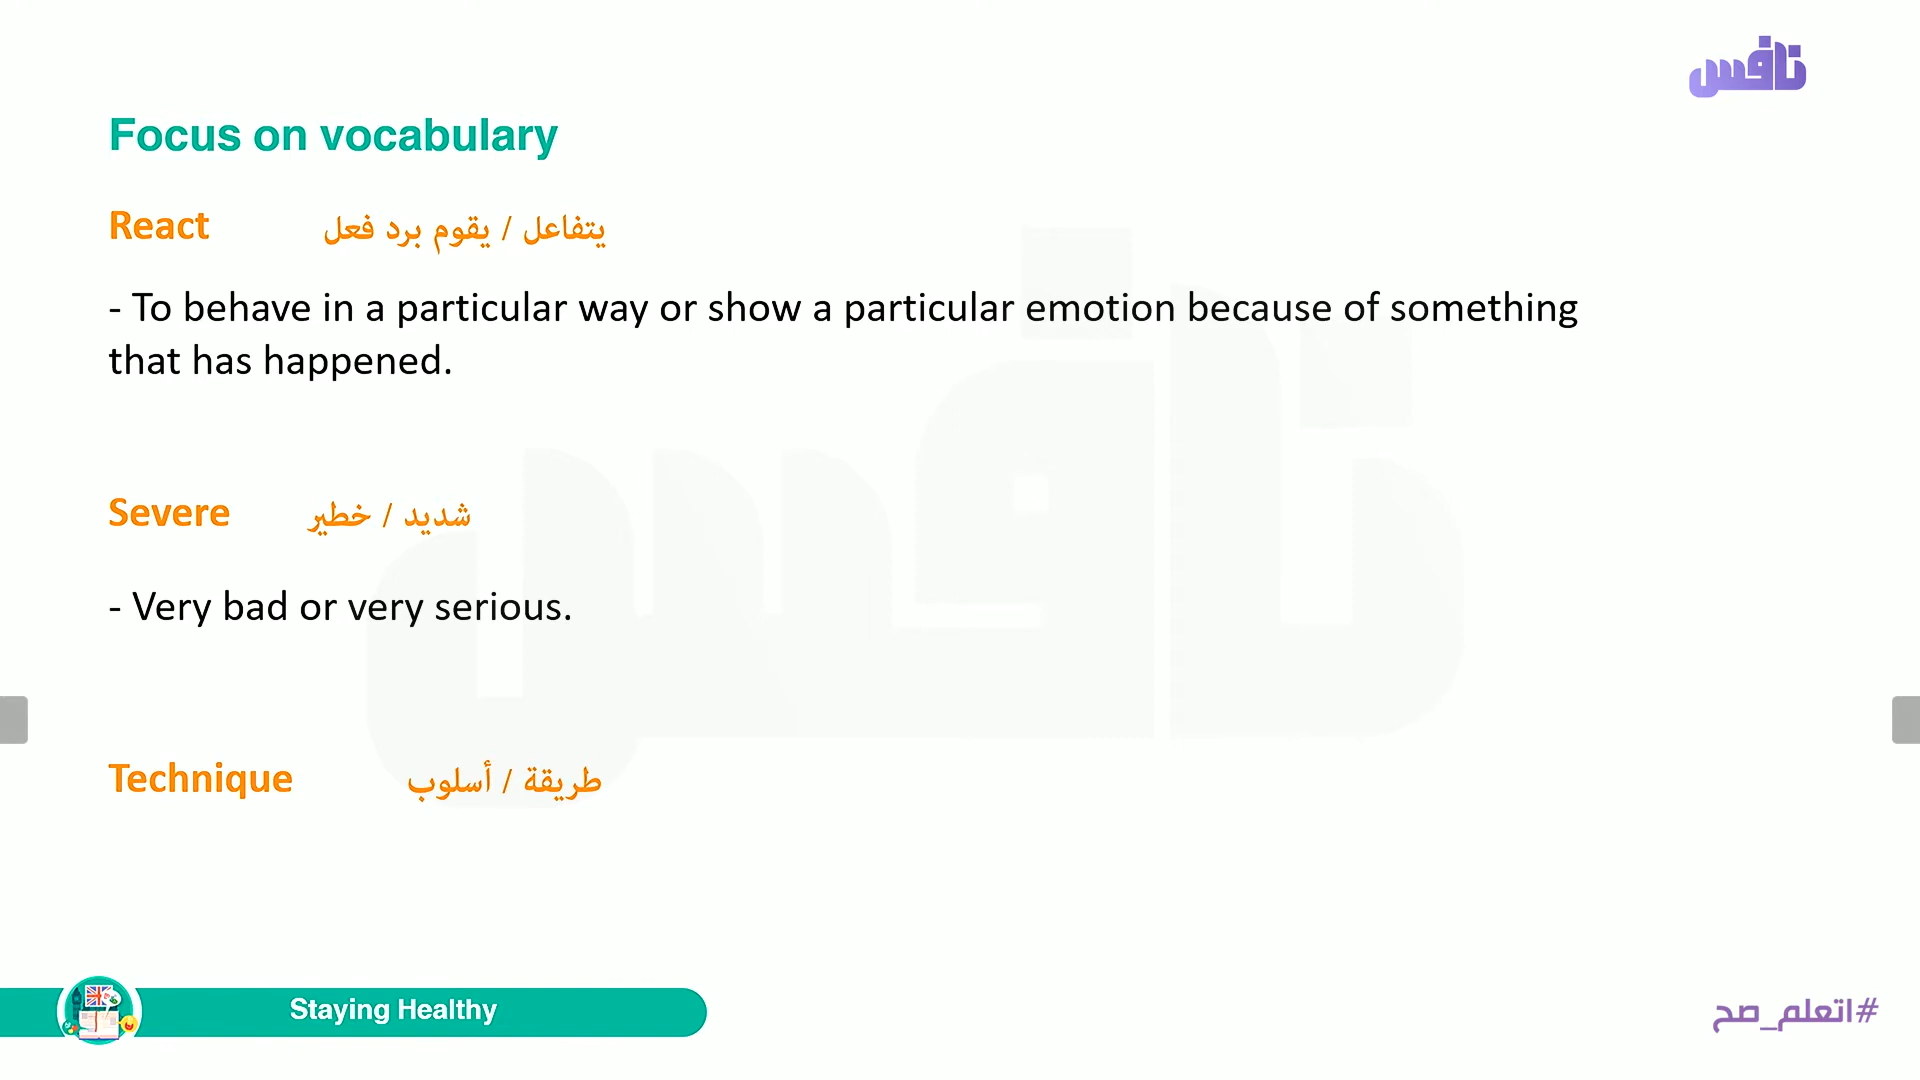 نافس
Focus on vocabulary
React يتفاعل / يقوم برد فعل
- To behave in a particular way or show a particular emotion because of something
that has happened.
Severe شديد / خطير
- Very bad or very serious.
Technique طريقة / أسلوب
Staying Healthy
#اتعلم_صح